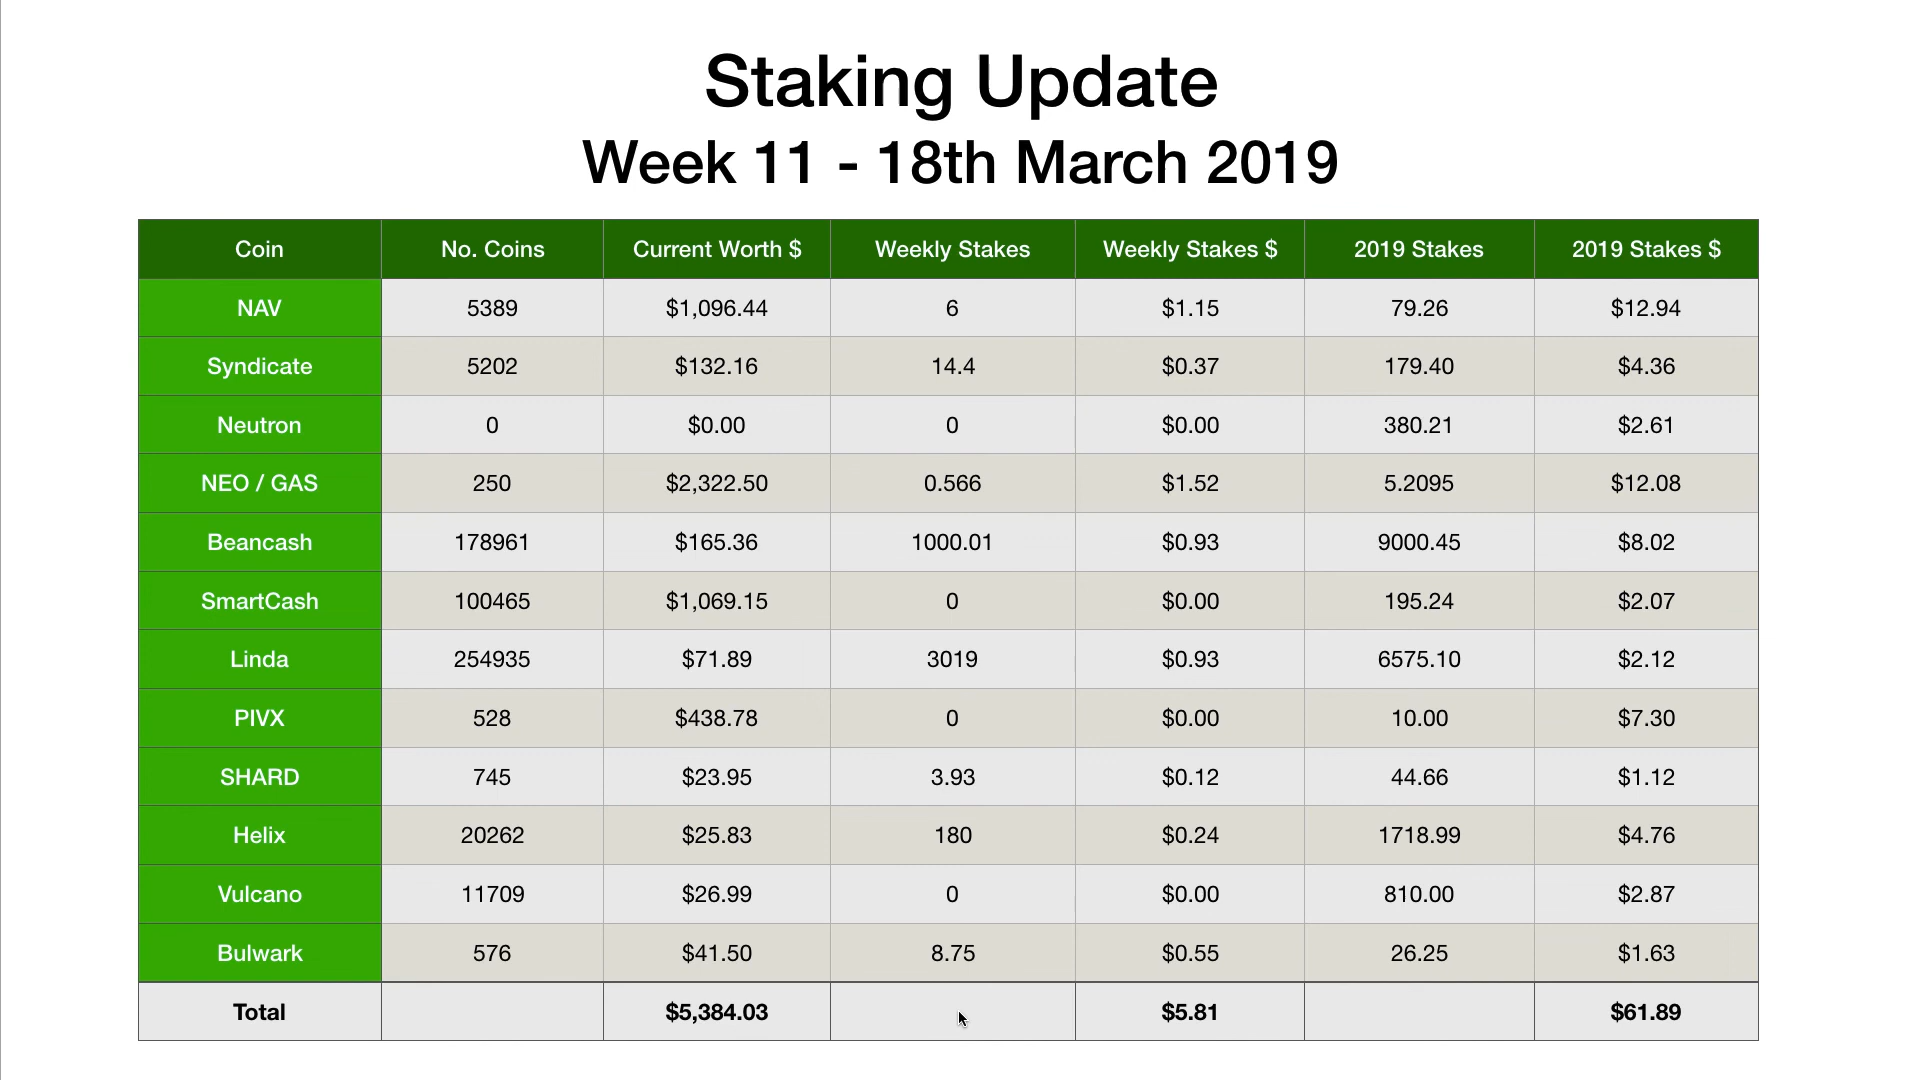 Staking Update
Week 11 - 18th March 2019
Coin No. Coins Current Worth $ Weekly Stakes Weekly Stakes $ 2019 Stakes 2019 Stakes $
NAV 5389 $1,096.44 6 $1.15 79.26 $12.94
Syndicate 5202 $132.16 14.4 $0.37 179.40 $4.36
Neutron 0 $0.00 0 $0.00 380.21 $2.61
NEO / GAS 250 $2,322.50 0.566 $1.52 5.2095 $12.08
Beancash 178961 $165.36 1000.01 $0.93 9000.45 $8.02
SmartCash 100465 $1,069.15 0 $0.00 195.24 $2.07
Linda 254935 $71.89 3019 $0.93 6575.10 $2.12
PIVX 528 $438.78 0 $0.00 10.00 $7.30
SHARD 745 $23.95 3.93 $0.12 44.66 $1.12
Helix 20262 $25.83 180 $0.24 1718.99 $4.76
Vulcano 11709 $26.99 0 $0.00 810.00 $2.87
Bulwark 576 $41.50 8.75 $0.55 26.25 $1.63
Total $5,384.03 $5.81 $61.89